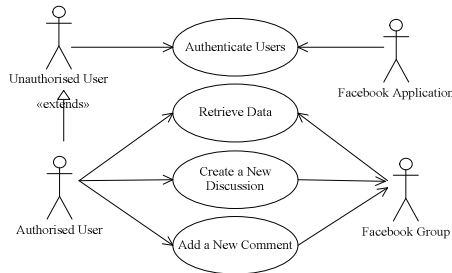 Authenticate Users
Unauthorised User
Facebook Application
«extends»
Retrieve Data
Create a New
Discussion
Authorised User
Facebook Group
Add a New Comment